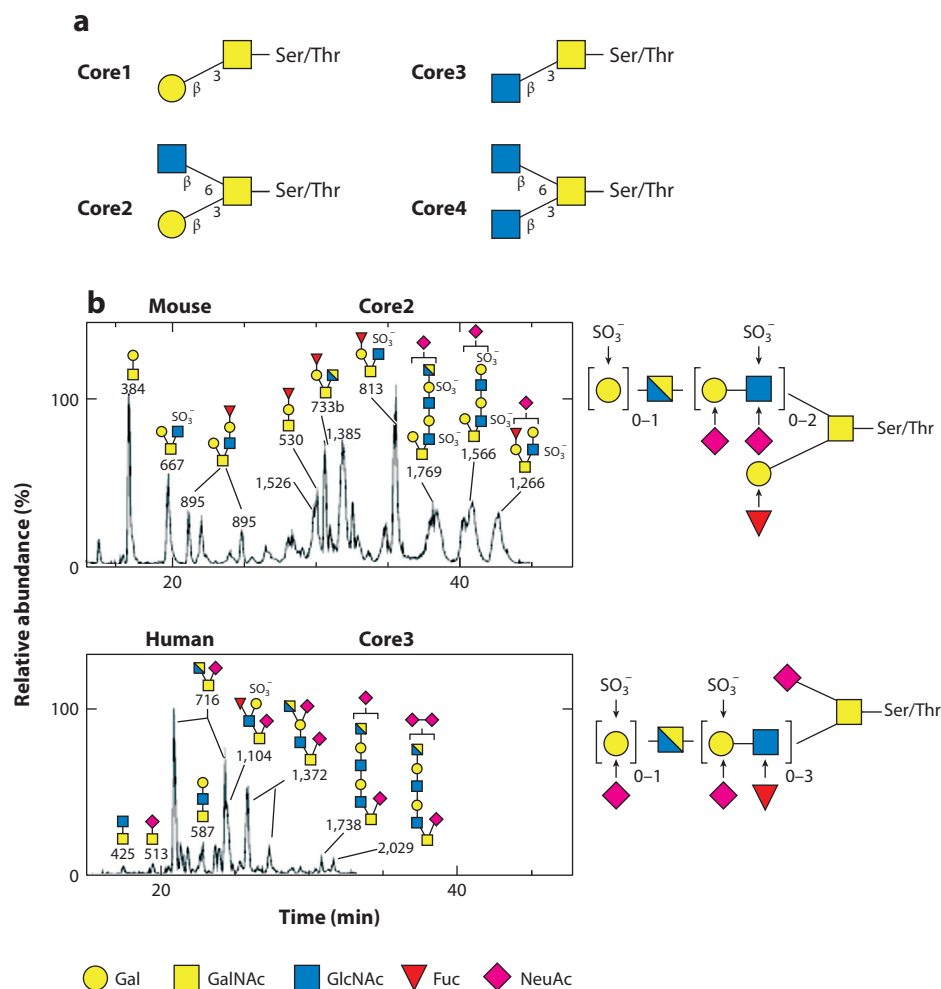 a
Core1
β
3
Ser/Thr
Core3
β
3
Ser/Thr
Core2
β
6
3
β
Ser/Thr
Core4
β
6
3
β
Ser/Thr
b
Mouse
Core2
Relative abundance (%)
100
0
20
40
384
SO₃⁻
667
895
895
530
1,526
733b
1,385
SO₃⁻
813
SO₃⁻
SO₃⁻
1,769
SO₃⁻
SO₃⁻
1,566
SO₃⁻
1,266
SO₃⁻
SO₃⁻
0–1
0–2
Ser/Thr
Human
Core3
100
0
20
40
Time (min)
425
513
587
716
SO₃⁻
1,104
1,372
1,738
2,029
SO₃⁻
SO₃⁻
0–1
0–3
Ser/Thr
Gal
GalNAc
GlcNAc
Fuc
NeuAc